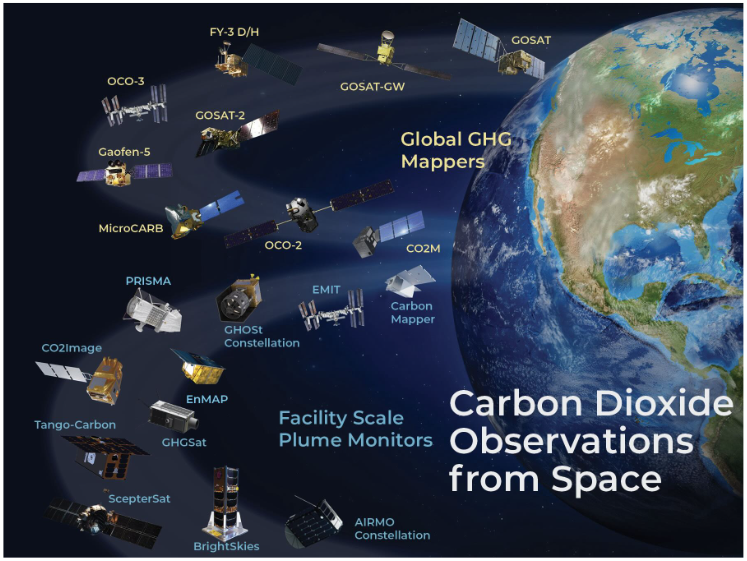 FY-3 D/H
GOSAT
OCO-3
GOSAT-GW
GOSAT-2
Global GHG
Mappers
Gaofen-5
MicroCARB
OCO-2
CO2M
PRISMA
EMIT
GHOSt
Constellation
Carbon
Mapper
CO2Image
EnMAP
Carbon Dioxide
Observations
from Space
Facility Scale
Plume Monitors
Tango-Carbon
GHGSat
ScepterSat
BrightSkies
AIRMO
Constellation